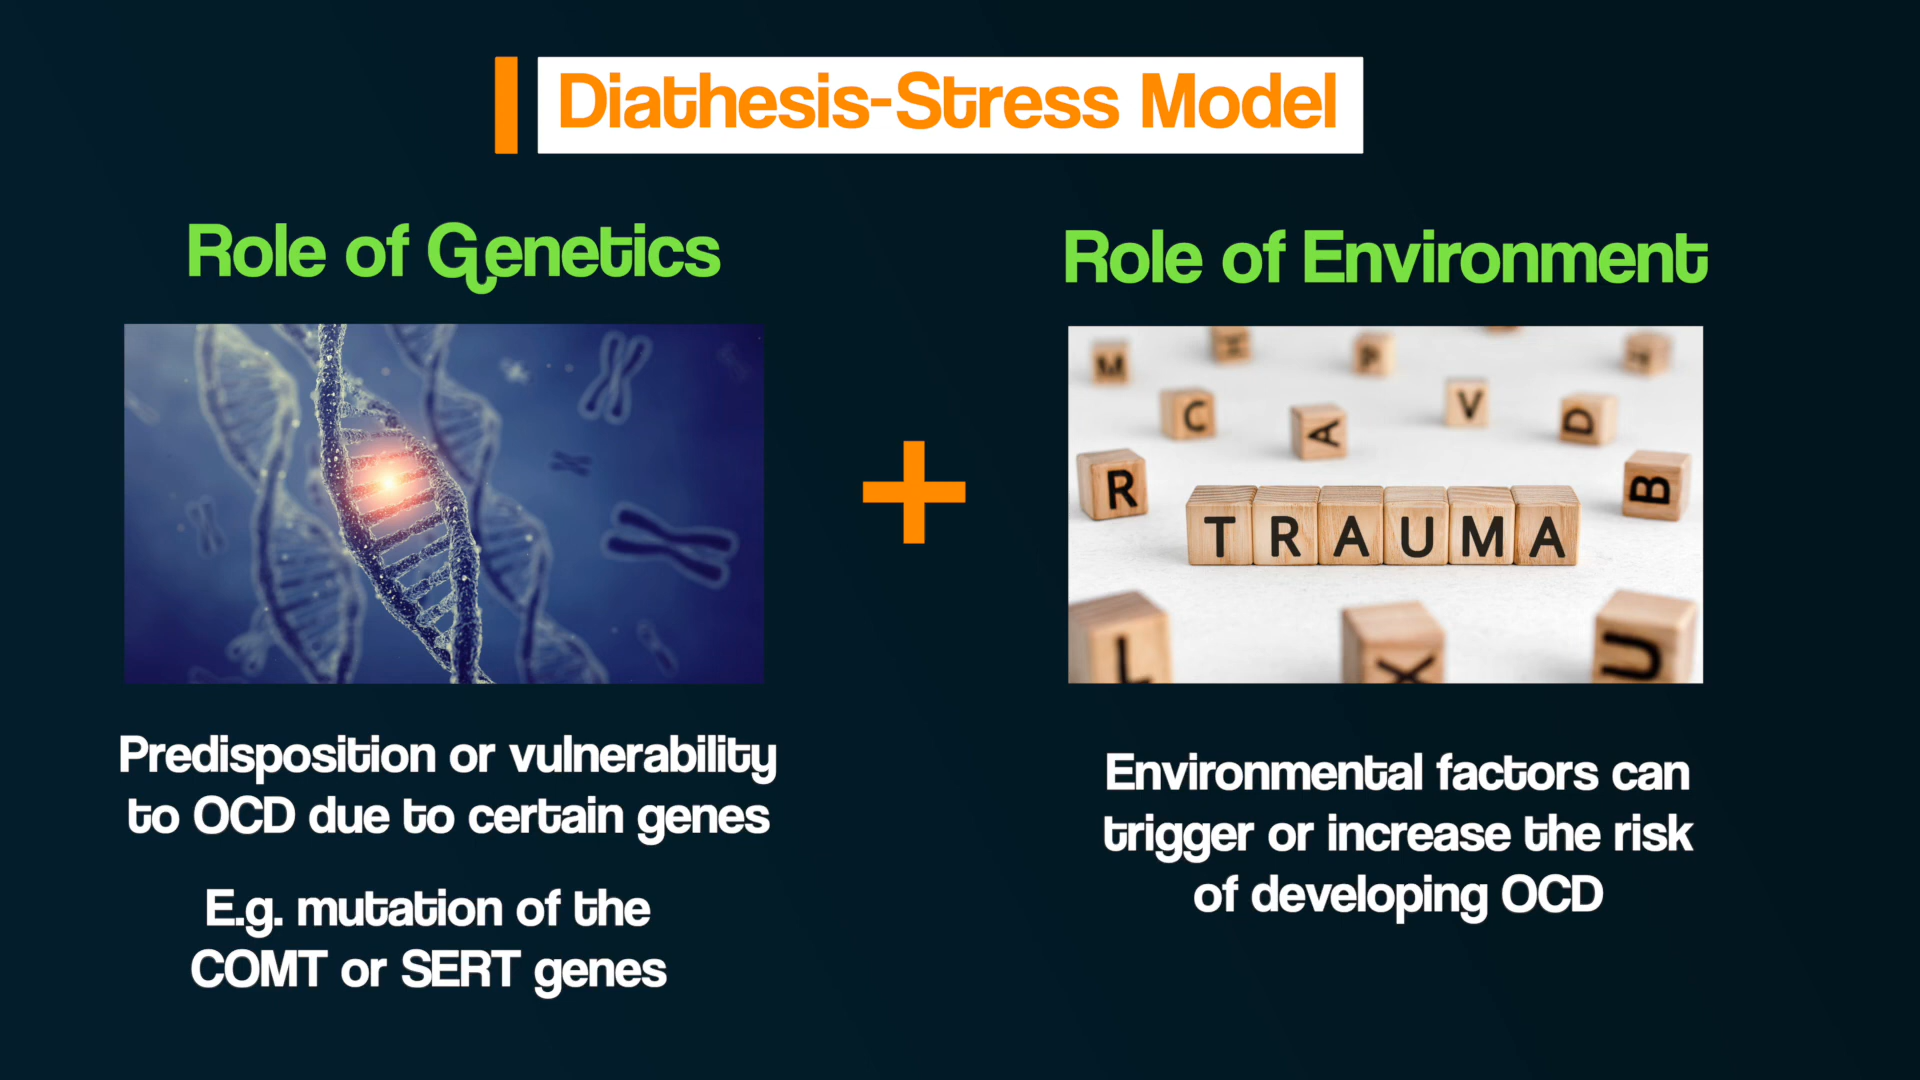 Diathesis-Stress Model
Role of Genetics
Predisposition or vulnerability
to OCD due to certain genes
E.g. mutation of the
COMT or SERT genes
+
Role of Environment
M
H
P
C
A
V
D
R
B
TRAUMA
L
X
U
Environmental factors can
trigger or increase the risk
of developing OCD